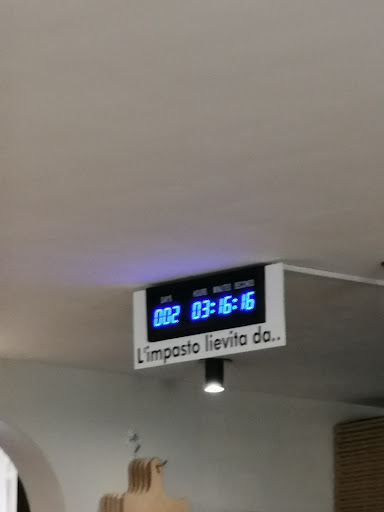 DAYS HOURS MINUTES SECONDS
002 03:16:16
L'impasto lievita da..